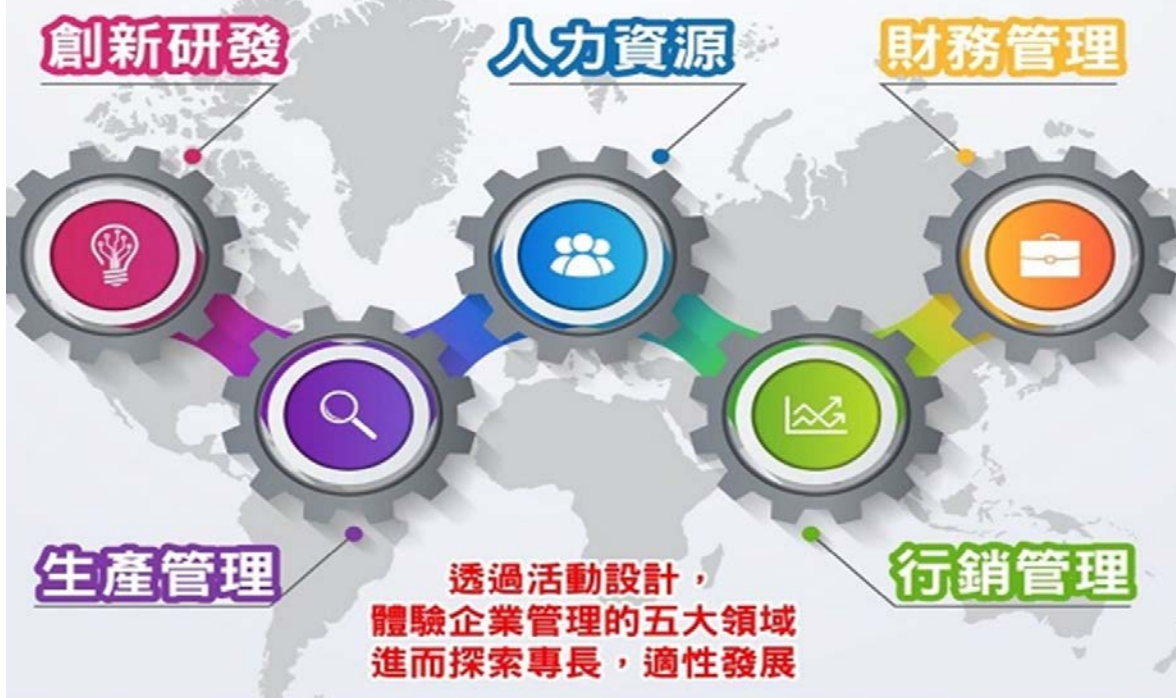 創新研發
人力資源
財務管理
生產管理
行銷管理
透過活動設計，
體驗企業管理的五大領域
進而探索專長，適性發展